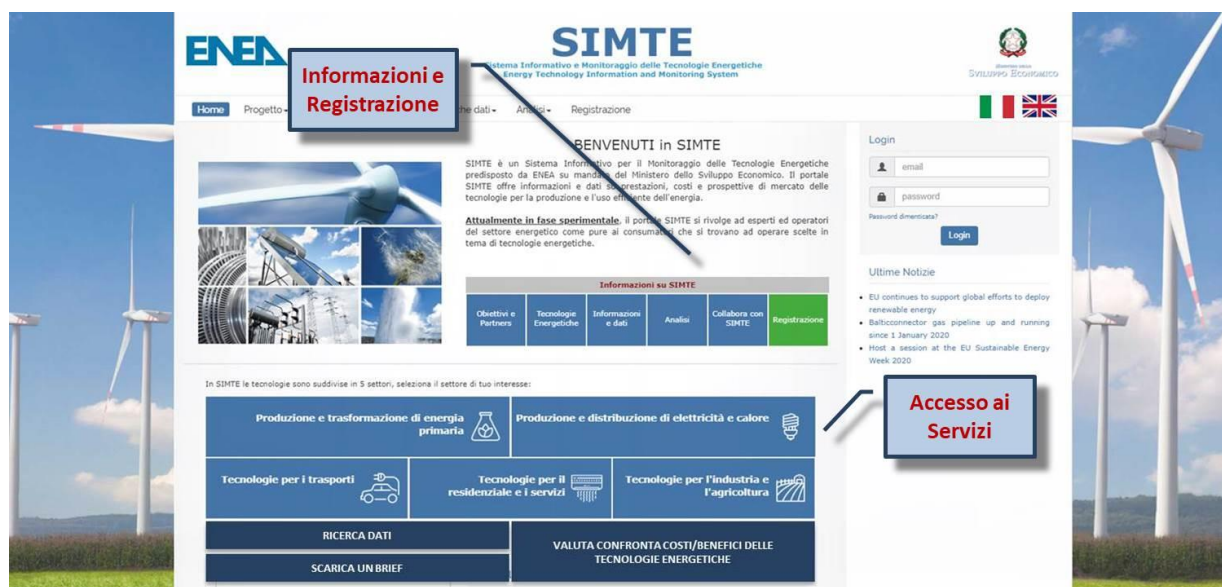 ENEA
SIMTE
Sistema Informativo e Monitoraggio delle Tecnologie Energetiche
Energy Technology Information and Monitoring System
Sviluppo Economico
Informazioni e
Registrazione
Home Progetto che dati Analisi Registrazione
BENVENUTI in SIMTE
SIMTE è un Sistema Informativo per il Monitoraggio delle Tecnologie Energetiche
predisposto da ENEA su mandato del Ministero dello Sviluppo Economico. Il portale
SIMTE offre informazioni e dati su prestazioni, costi e prospettive di mercato delle
tecnologie per la produzione e l'uso efficiente dell'energia.
Attualmente in fase sperimentale, il portale SIMTE si rivolge ad esperti ed operatori
del settore energetico come pure ai consumatori che si trovano ad operare scelte in
tema di tecnologie energetiche.
Informazioni su SIMTE
Obiettivi e
Partners
Tecnologie
Energetiche
Informazioni
e dati
Analisi
Collabora con
SIMTE
Registrazione
Login
email
password
Password dimenticata?
Login
Ultime Notizie
EU continues to support global efforts to deploy
renewable energy
Balticconnector gas pipeline up and running
since 1 January 2020
Host a session at the EU Sustainable Energy
Week 2020
Accesso ai
Servizi
In SIMTE le tecnologie sono suddivise in 5 settori, seleziona il settore di tuo interesse:
Produzione e trasformazione di energia
primaria
Produzione e distribuzione di elettricità e calore
Tecnologie per i trasporti
Tecnologie per il
residenziale e i servizi
Tecnologie per l'industria e
l'agricoltura
RICERCA DATI
SCARICA UN BRIEF
VALUTA CONFRONTA COSTI/BENEFICI DELLE
TECNOLOGIE ENERGETICHE